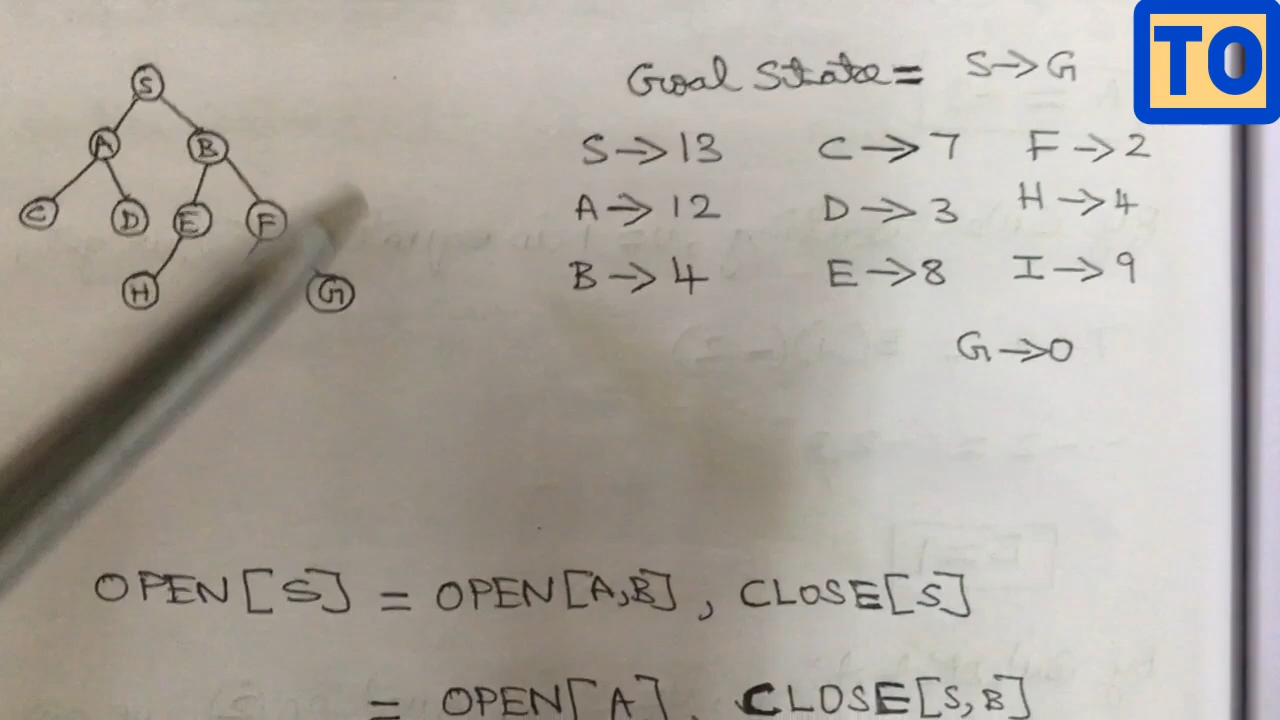 TO
Goal State = S→G
S→13 C→7 F→2
A→12 D→3 H→4
B→4 E→8 I→9
G→0
S
A B
C D E F
H G
OPEN[S] = OPEN[A,B], CLOSE[S]
= OPEN[A], CLOSE[S,B]